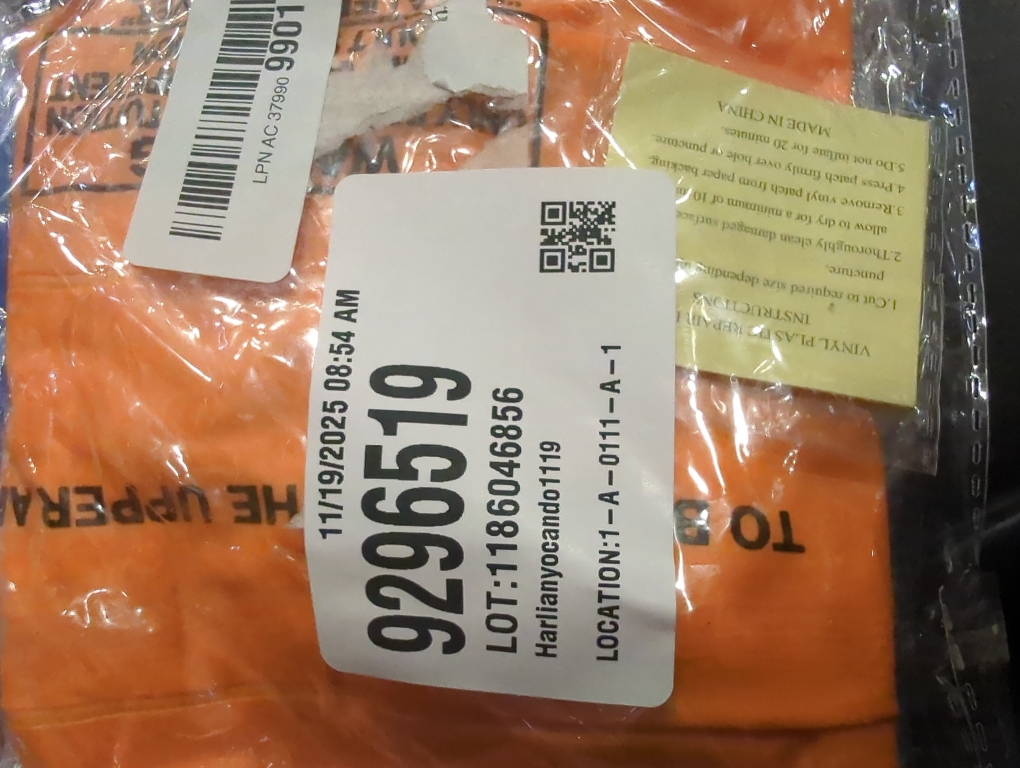 11/19/2025 08:54 AM
9296519
LOT:1186046856
Harlianyocando1119
LOCATION:1-A-0111-A-1
LPN AC 37990 9901
VINYL PLASTIC REPAIR
INSTRUCTIONS
1.Cut to required size depending
puncture.
2.Thoroughly clean damaged surface
allow to dry for a minimum of 10
3.Remove vinyl patch from paper backing.
4.Press patch firmly over hole or puncture.
5.Do not inflate for 20 minutes.
MADE IN CHINA
TO B
HE UPPERA